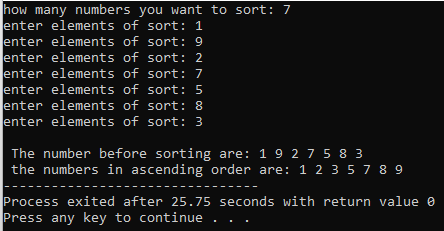 how many numbers you want to sort: 7
enter elements of sort: 1
enter elements of sort: 9
enter elements of sort: 2
enter elements of sort: 7
enter elements of sort: 5
enter elements of sort: 8
enter elements of sort: 3
The number before sorting are: 1 9 2 7 5 8 3
the numbers in ascending order are: 1 2 3 5 7 8 9
--------------------------------
Process exited after 25.75 seconds with return value 0
Press any key to continue . . .